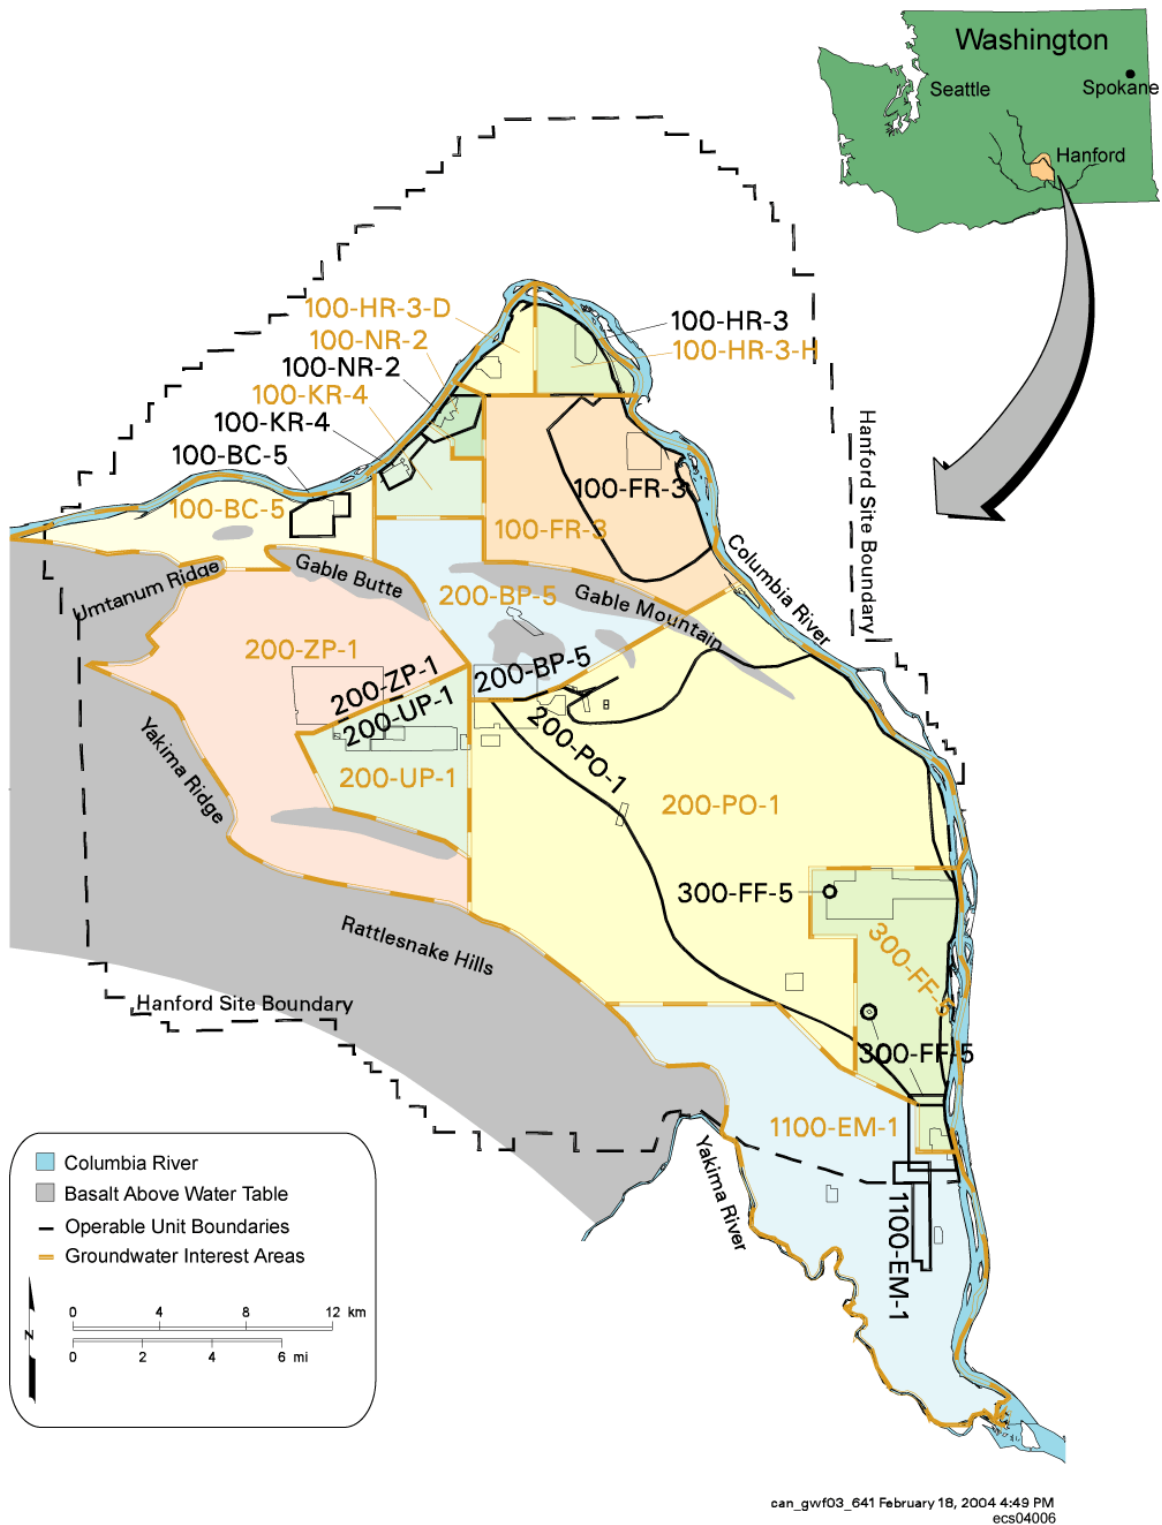 Washington
Seattle
Spokane
Hanford
100-HR-3-D
100-HR-3
100-NR-2
100-HR-3-H
100-NR-2
100-KR-4
100-KR-4
100-BC-5
100-BC-5
100-FR-3
100-FR-3
Hanford Site Boundary
Columbia River
Umtanum Ridge
Gable Butte
200-BP-5
Gable Mountain
200-ZP-1
200-ZP-1
200-BP-5
200-UP-1
200-PO-1
Yakima Ridge
200-UP-1
200-PO-1
300-FF-5
300-FF-5
Rattlesnake Hills
Hanford Site Boundary
300-FF-5
1100-EM-1
Yakima River
1100-EM-1
Columbia River
Basalt Above Water Table
Operable Unit Boundaries
Groundwater Interest Areas
0 4 8 12 km
N
0 2 4 6 mi
can_gwf03_641 February 18, 2004 4:49 PM
ecs04006